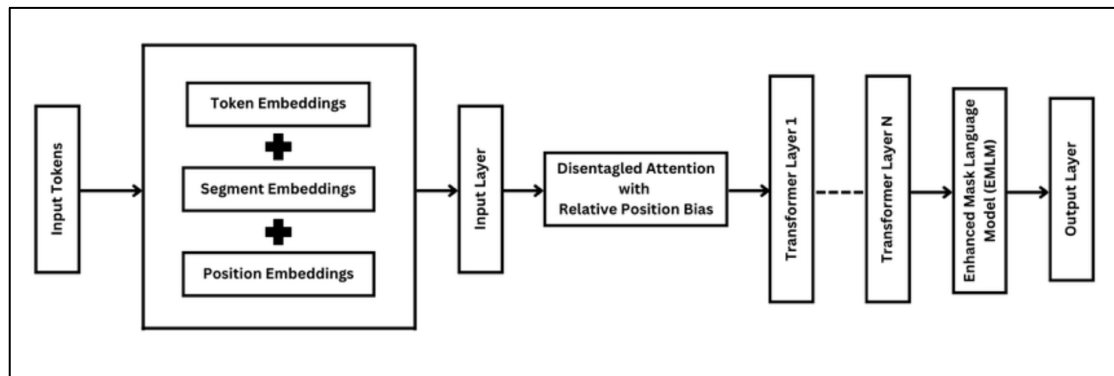 Input Tokens
Token Embeddings
Segment Embeddings
Position Embeddings
Input Layer
Disentagled Attention
with
Relative Position Bias
Transformer Layer 1
Transformer Layer N
Enhanced Mask Language
Model (EMLM)
Output Layer